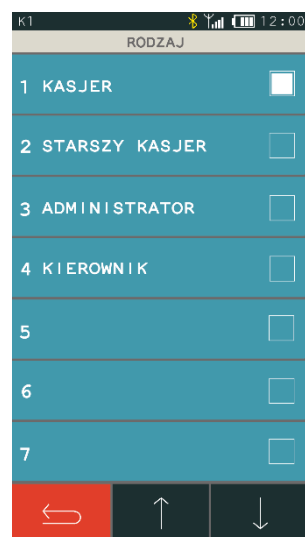 K1 12:00
RODZAJ
1 KASJER
2 STARSZY KASJER
3 ADMINISTRATOR
4 KIEROWNIK
5
6
7